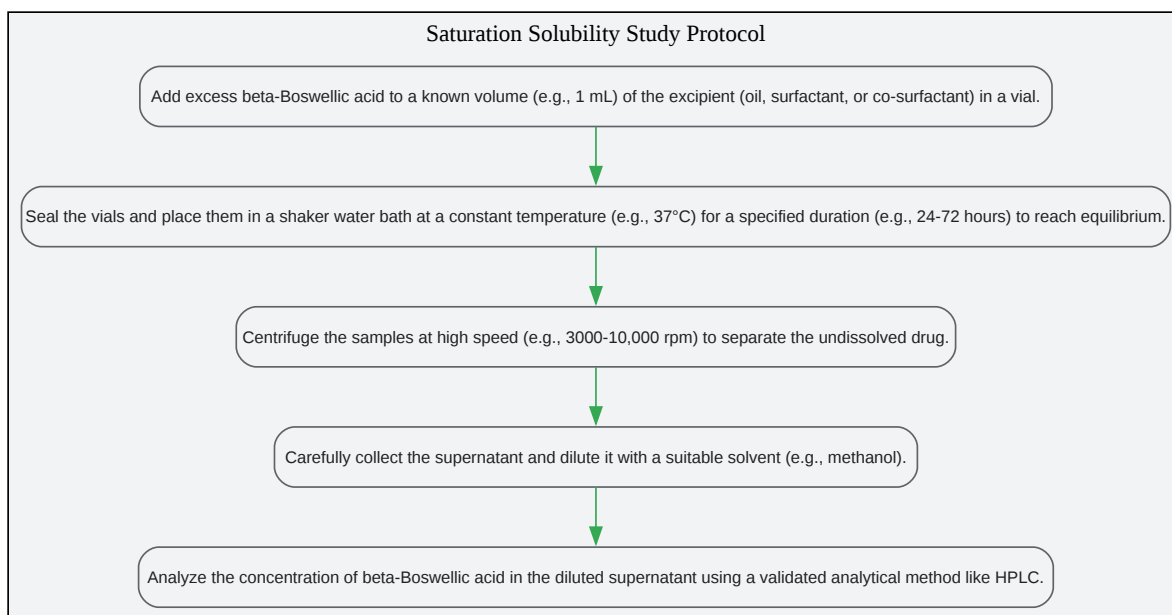 Saturation Solubility Study Protocol
Add excess beta-Boswellic acid to a known volume (e.g., 1 mL) of the excipient (oil, surfactant, or co-surfactant) in a vial.
Seal the vials and place them in a shaker water bath at a constant temperature (e.g., 37°C) for a specified duration (e.g., 24-72 hours) to reach equilibrium.
Centrifuge the samples at high speed (e.g., 3000-10,000 rpm) to separate the undissolved drug.
Carefully collect the supernatant and dilute it with a suitable solvent (e.g., methanol).
Analyze the concentration of beta-Boswellic acid in the diluted supernatant using a validated analytical method like HPLC.